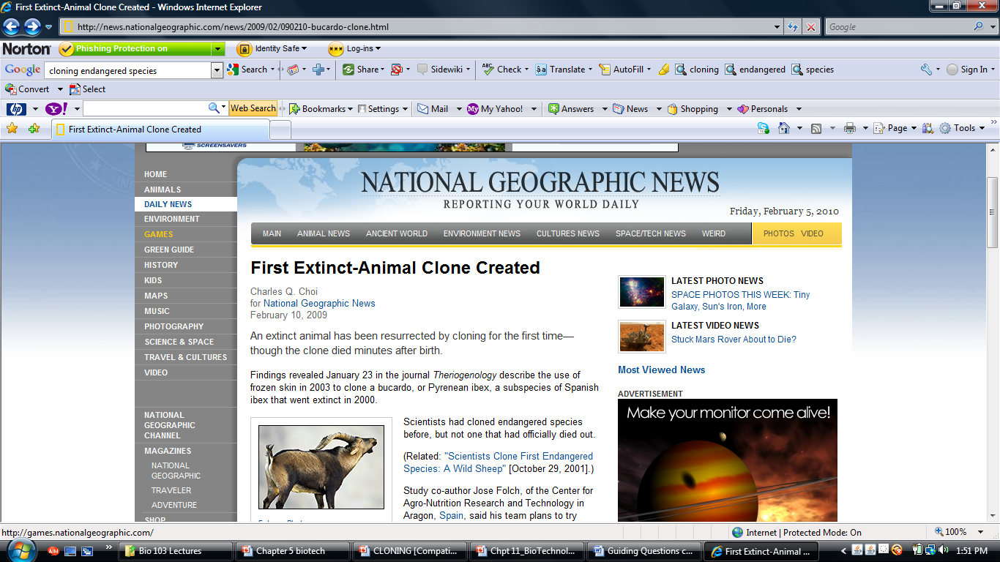 First Extinct-Animal Clone Created - Windows Internet Explorer
http://news.nationalgeographic.com/news/2009/02/090210-bucardo-clone.html
Google
Norton
Phishing Protection on
Identity Safe
Log-ins
Google
cloning endangered species
Search
Share
Sidewiki
Check
Translate
AutoFill
cloning
endangered
species
Sign In
Convert
Select
Web Search
Bookmarks
Settings
Mail
My Yahoo!
Answers
News
Shopping
Personals
First Extinct-Animal Clone Created
Page
Tools
SCREENSAVERS
HOME
ANIMALS
DAILY NEWS
ENVIRONMENT
GAMES
GREEN GUIDE
HISTORY
KIDS
MAPS
MUSIC
PHOTOGRAPHY
SCIENCE & SPACE
TRAVEL & CULTURES
VIDEO
NATIONAL
GEOGRAPHIC
CHANNEL
MAGAZINES
NATIONAL
GEOGRAPHIC
TRAVELER
ADVENTURE
SHOP
NATIONAL GEOGRAPHIC NEWS
REPORTING YOUR WORLD DAILY
Friday, February 5, 2010
MAIN
ANIMAL NEWS
ANCIENT WORLD
ENVIRONMENT NEWS
CULTURES NEWS
SPACE/TECH NEWS
WEIRD
PHOTOS
VIDEO
First Extinct-Animal Clone Created
Charles Q. Choi
for National Geographic News
February 10, 2009
An extinct animal has been resurrected by cloning for the first time—
though the clone died minutes after birth.
Findings revealed January 23 in the journal Theriogenology describe the use of
frozen skin in 2003 to clone a bucardo, or Pyrenean ibex, a subspecies of Spanish
ibex that went extinct in 2000.
Scientists had cloned endangered species
before, but not one that had officially died out.
(Related: "Scientists Clone First Endangered
Species: A Wild Sheep" [October 29, 2001].)
Study co-author Jose Folch, of the Center for
Agro-Nutrition Research and Technology in
Aragon, Spain, said his team plans to try
LATEST PHOTO NEWS
SPACE PHOTOS THIS WEEK: Tiny
Galaxy, Sun's Iron, More
LATEST VIDEO NEWS
Stuck Mars Rover About to Die?
Most Viewed News
ADVERTISEMENT
Make your monitor come alive!
http://games.nationalgeographic.com/
Internet | Protected Mode: On
100%
Bio 103 Lectures
Chapter 5 biotech
CLONING [Compati...
Chpt 11_BioTechnol...
Guiding Questions c...
First Extinct-Animal ...
1:51 PM